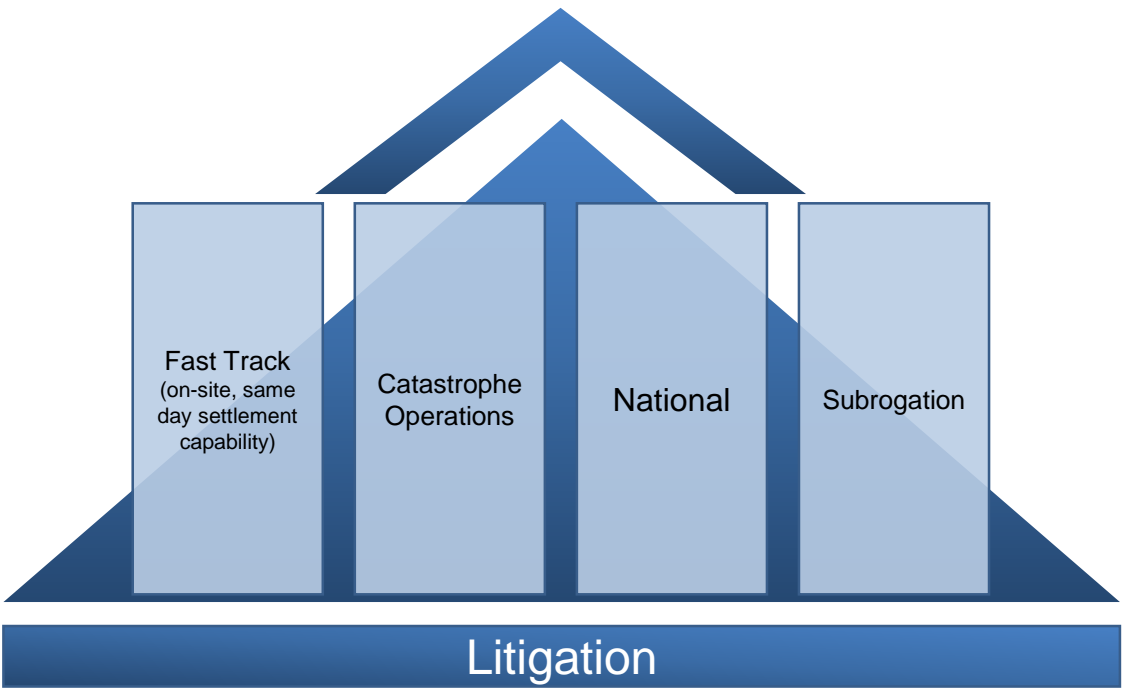 Fast Track
(on-site, same
day settlement
capability)
Catastrophe
Operations
National
Subrogation
Litigation